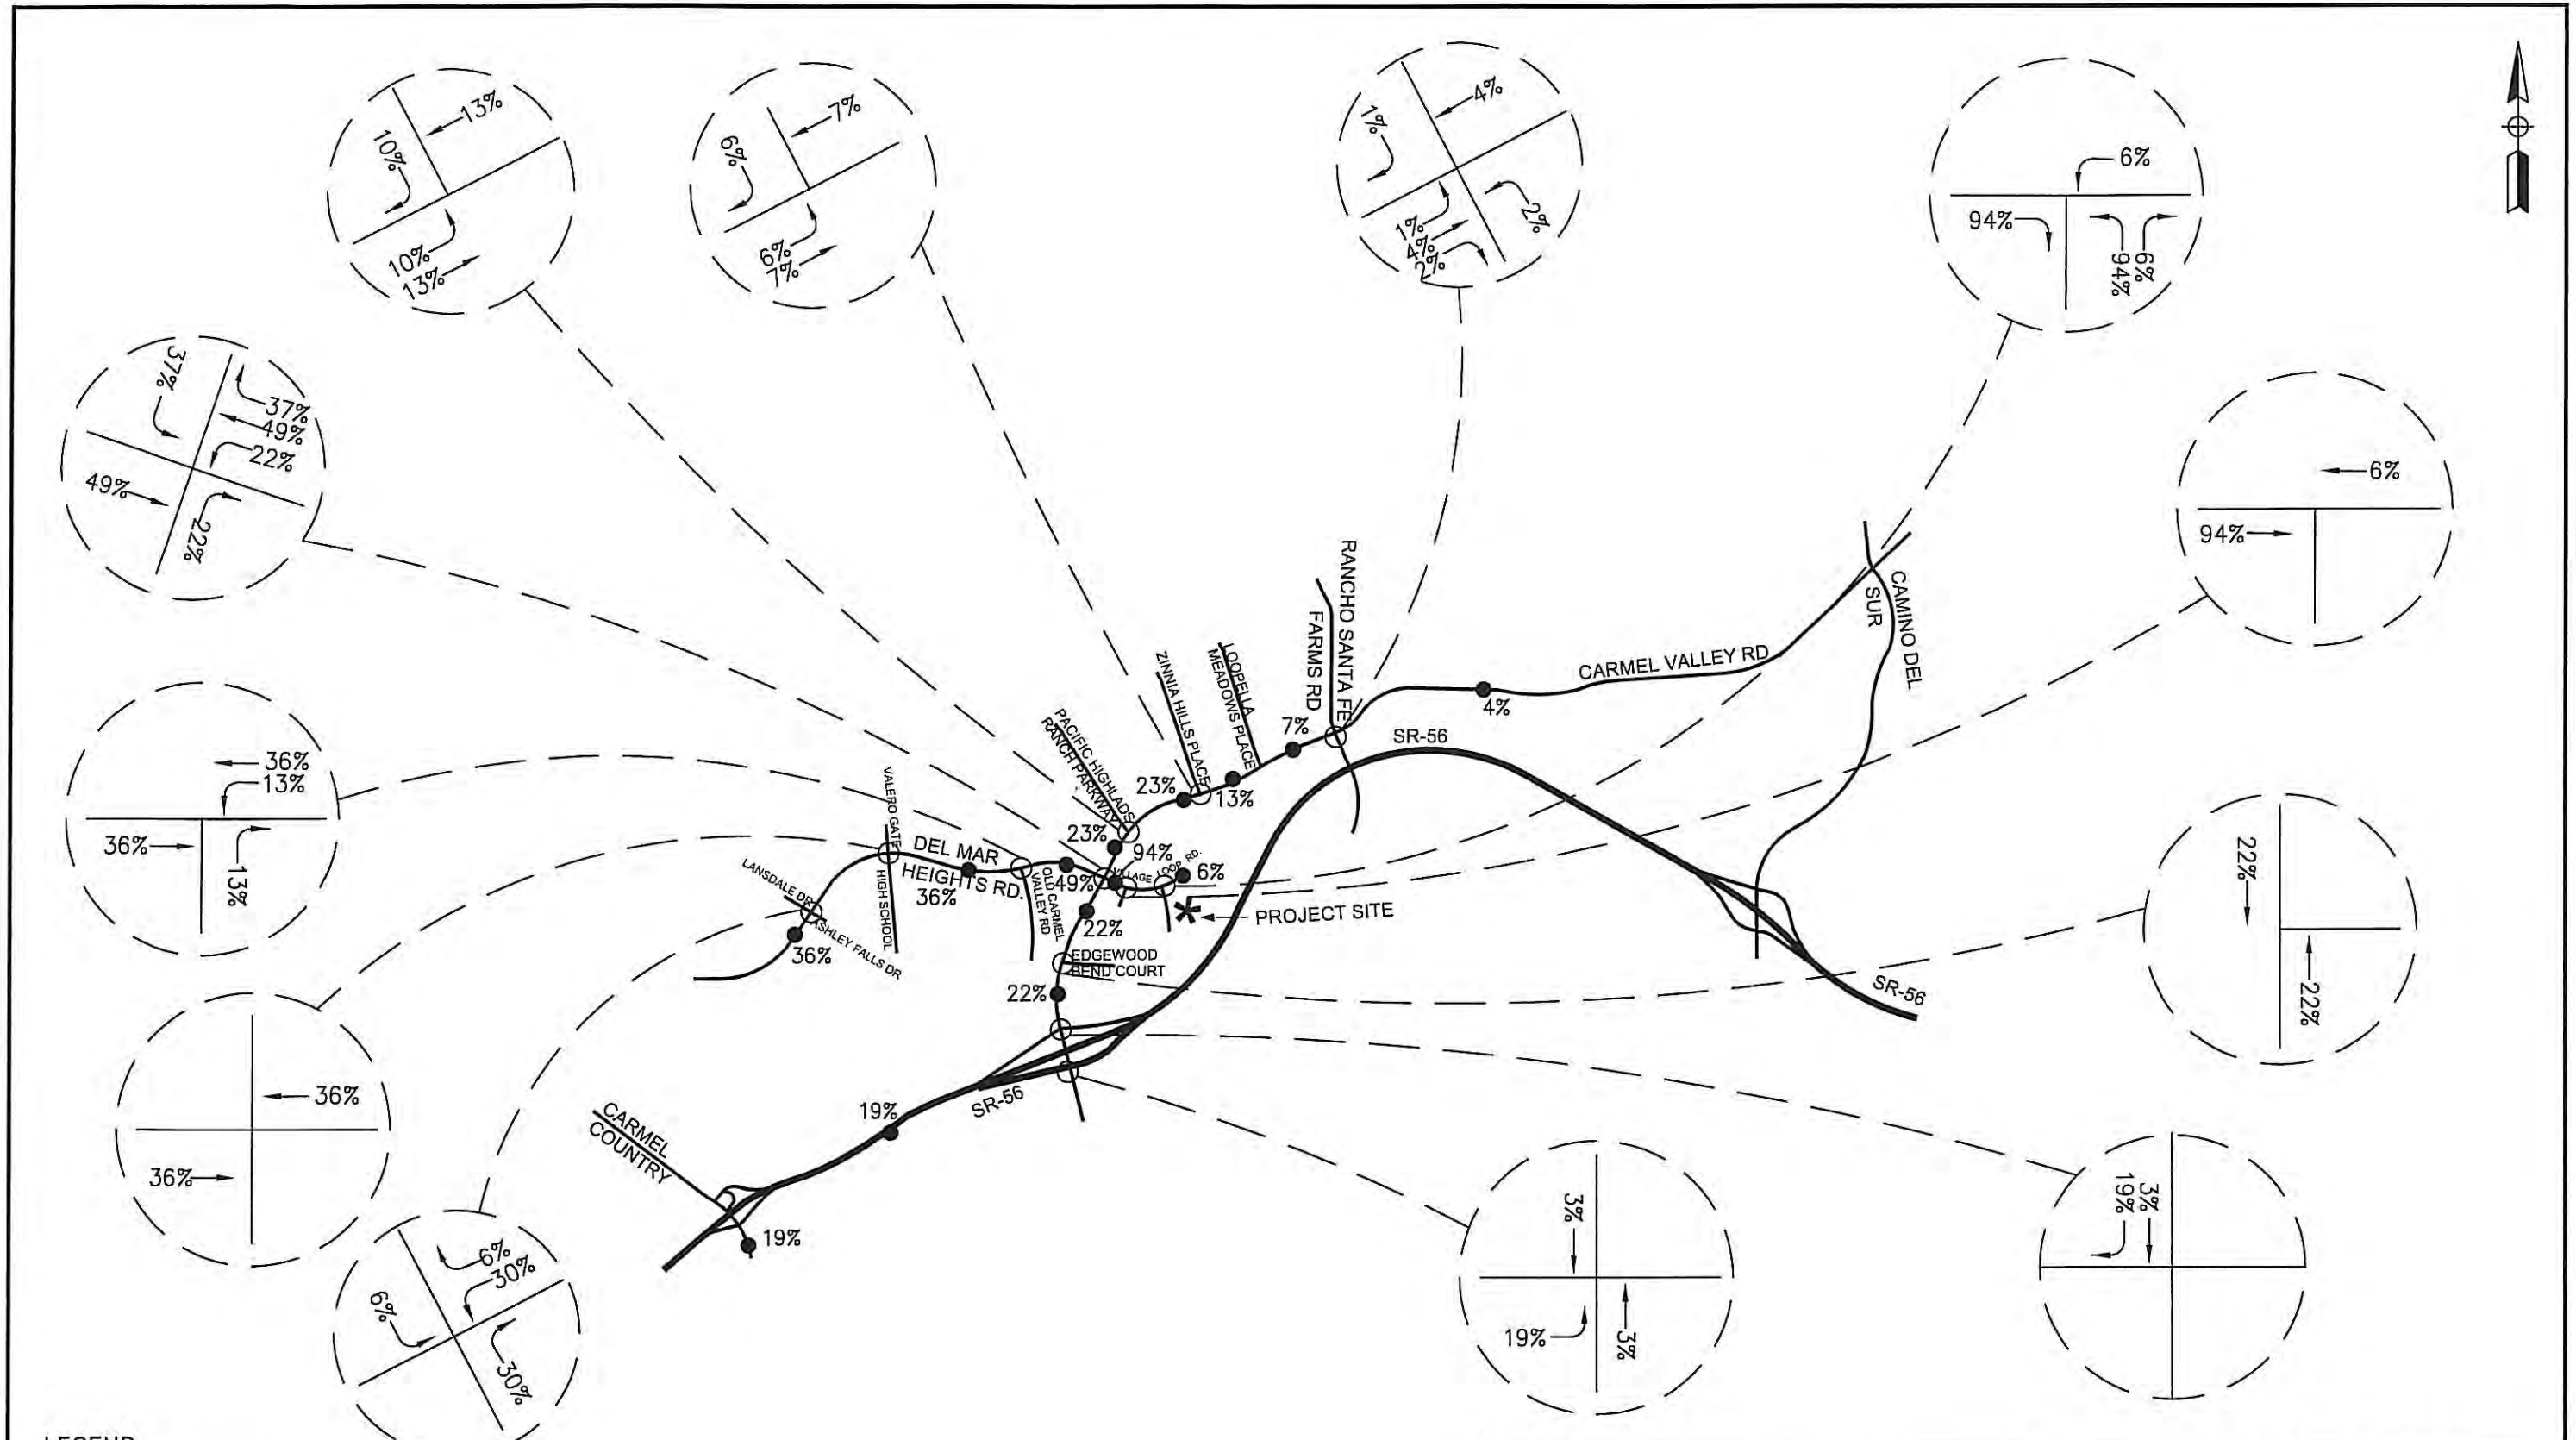 13%
10%
10%
13%
7%
6%
6%
7%
4%
1%
1%
4%
2%
2%
6%
94%
94%
6%
37%
37%
49%
22%
49%
22%
6%
94%
36%
13%
36%
13%
36%
36%
6%
30%
6%
30%
22%
22%
3%
19%
3%
19%
3%
RANCHO SANTA FE
FARMS RD
CAMINO DEL
SUR
CARMEL VALLEY RD
4%
7%
LOOPELLA
MEADOWS PLACE
ZINNIA HILLS PLACE
13%
23%
PACIFIC HIGHLADS
RANCH PARKWAY
23%
94%
VILLAGE LOOP RD.
6%
SR-56
VALERO GATE
HIGH SCHOOL
DEL MAR
HEIGHTS RD.
36%
OLD CARMEL
VALLEY RD
49%
LANSDALE DR
ASHLEY FALLS DR
36%
22%
PROJECT SITE
EDGEWOOD
BEND COURT
22%
SR-56
SR-56
19%
CARMEL
COUNTRY
19%
LEGEND